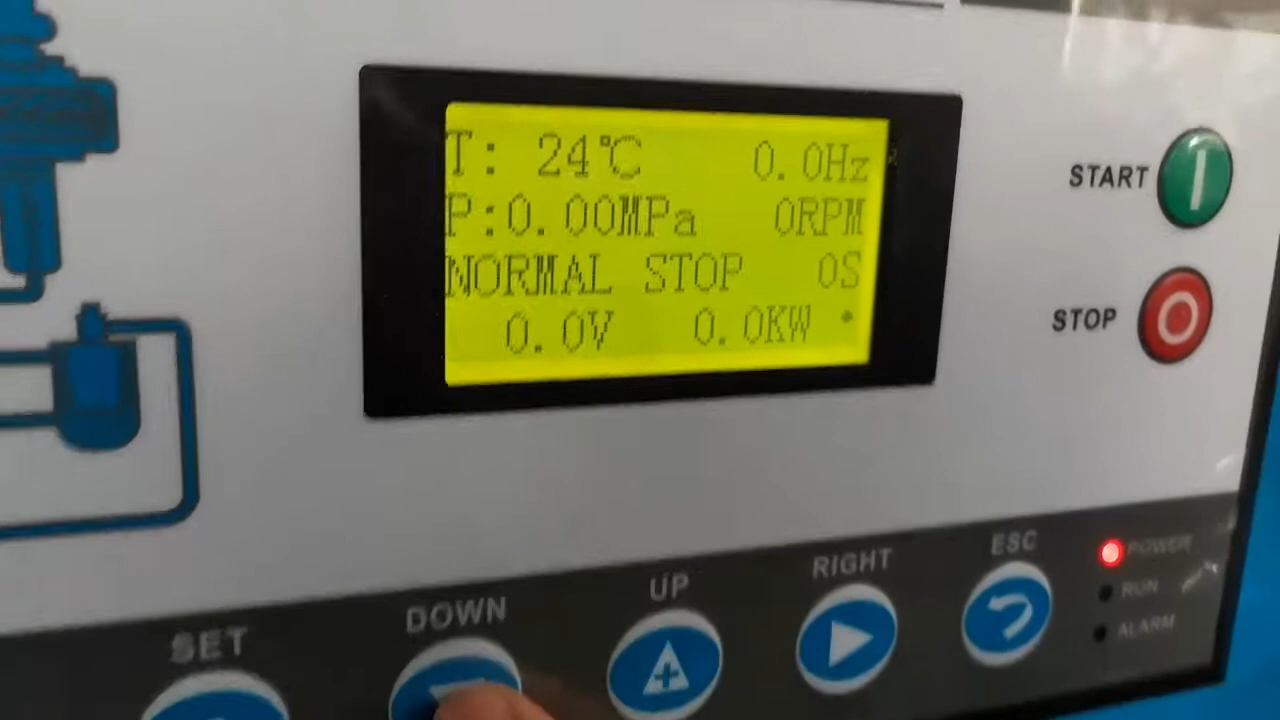 T: 24℃ 0.0Hz
P:0.00MPa 0RPM
NORMAL STOP 0S
0.0V 0.0KW
START
STOP
SET
DOWN
UP
RIGHT
ESC
POWER
RUN
ALARM